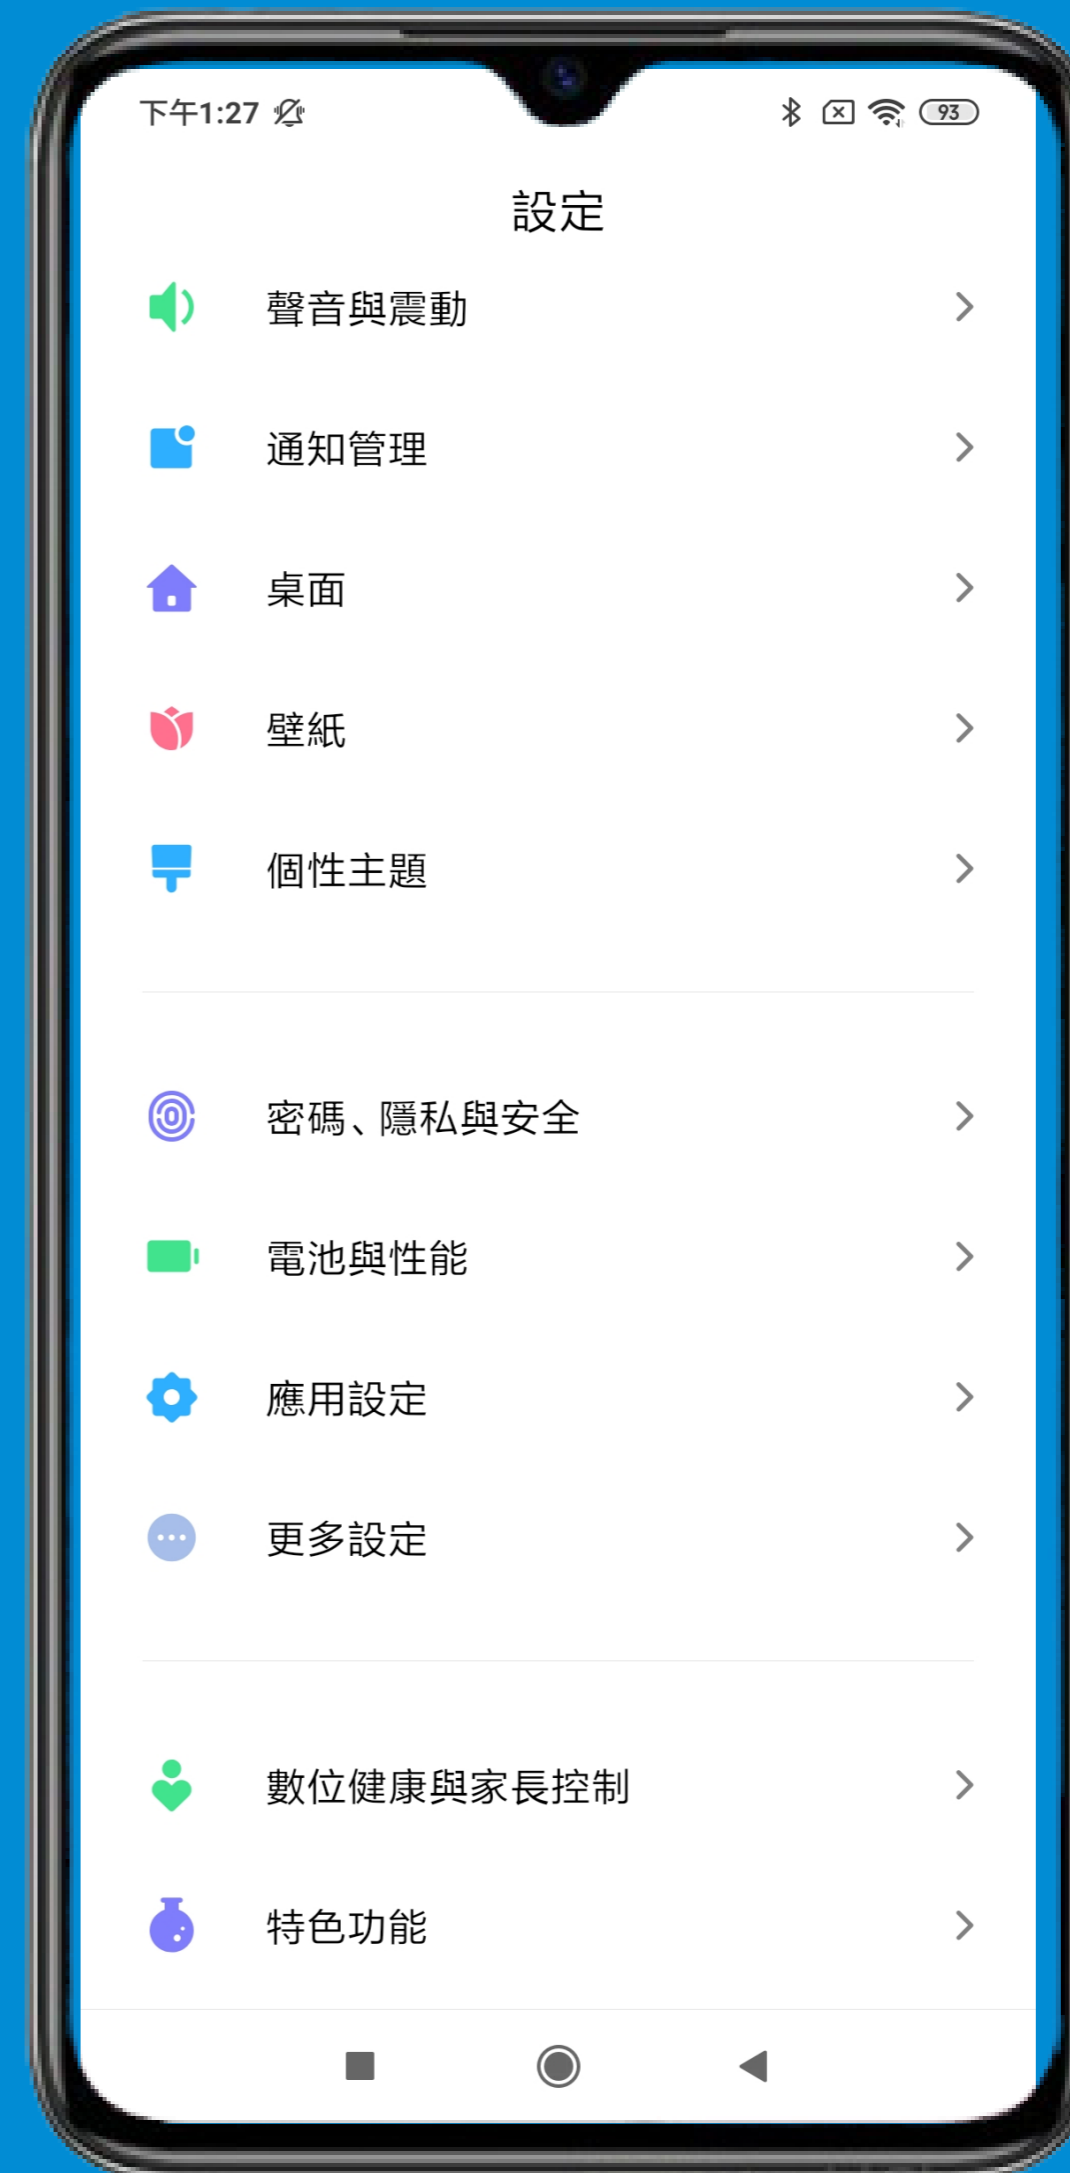 下午1:27
93
設定
聲音與震動
通知管理
桌面
壁紙
個性主題
密碼、隱私與安全
電池與性能
應用設定
更多設定
數位健康與家長控制
特色功能